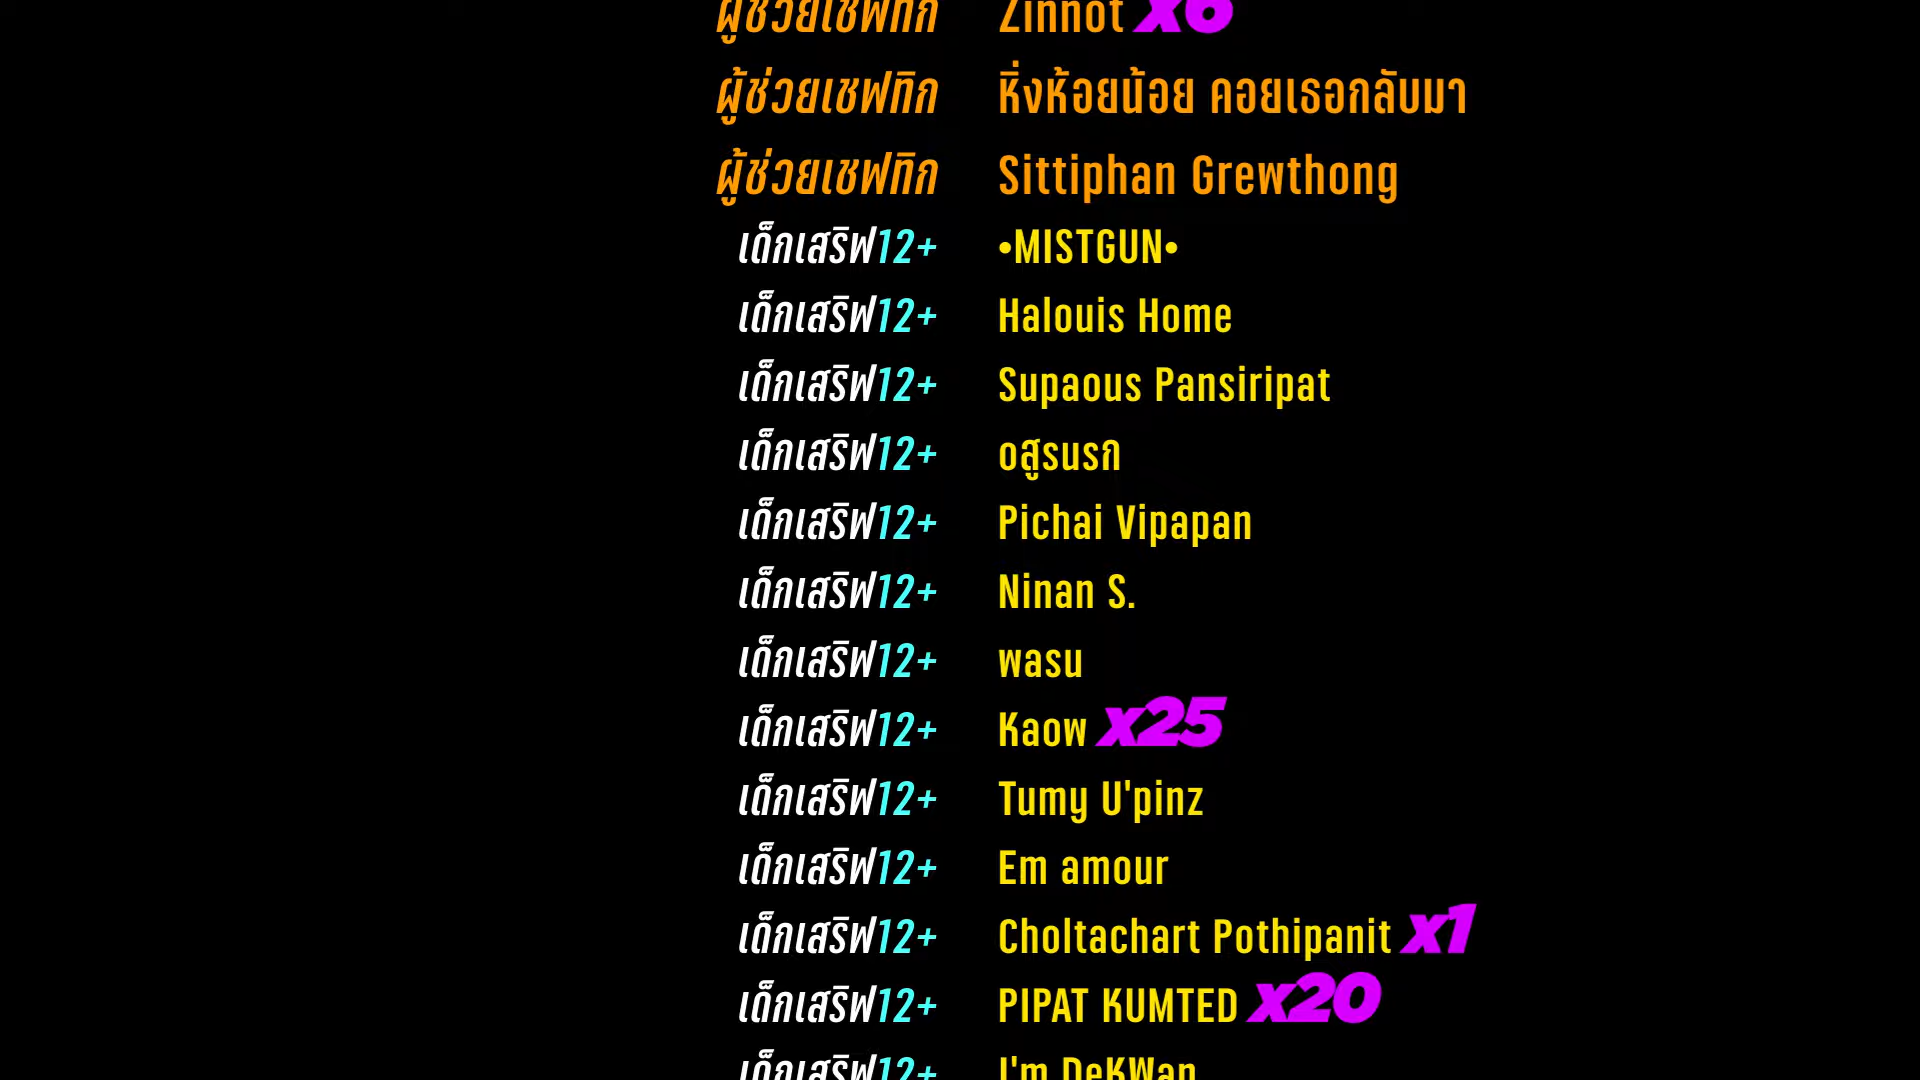 ผู้ช่วยเชฟทิก Zinnot x6
ผู้ช่วยเชฟทิก หิ่งห้อยน้อย คอยเธอกลับมา
ผู้ช่วยเชฟทิก Sittiphan Grewthong
เด็กเสริฟ12+ •MISTGUN•
เด็กเสริฟ12+ Halouis Home
เด็กเสริฟ12+ Supaous Pansiripat
เด็กเสริฟ12+ อสูรนรก
เด็กเสริฟ12+ Pichai Vipapan
เด็กเสริฟ12+ Ninan S.
เด็กเสริฟ12+ wasu
เด็กเสริฟ12+ Kaow x25
เด็กเสริฟ12+ Tumy U'pinz
เด็กเสริฟ12+ Em amour
เด็กเสริฟ12+ Choltachart Pothipanit x1
เด็กเสริฟ12+ PIPAT KUMTED x20
เด็กเสริฟ12+ I'm DeKWan